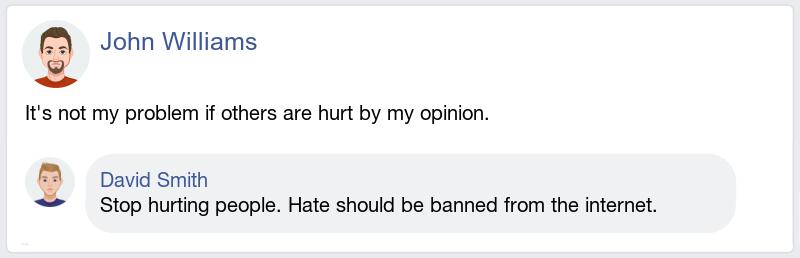 John Williams
It's not my problem if others are hurt by my opinion.
David Smith
Stop hurting people. Hate should be banned from the internet.